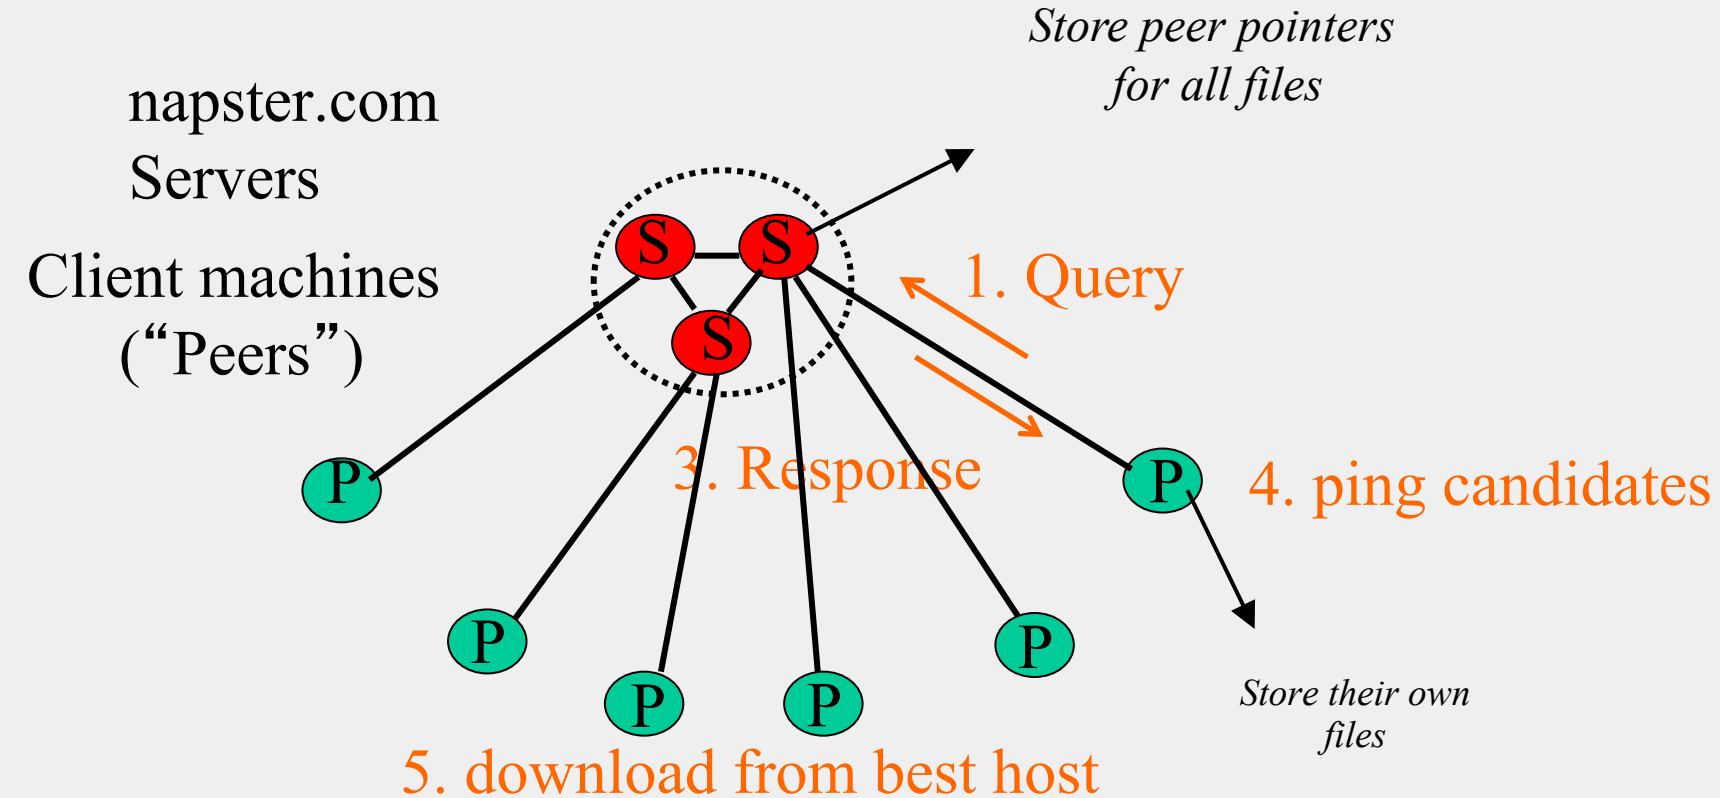 Store peer pointers
for all files
napster.com
Servers
Client machines
(“Peers”)
S
S
S
1. Query
3. Response
P
P
4. ping candidates
P
P
P
P
Store their own
files
5. download from best host